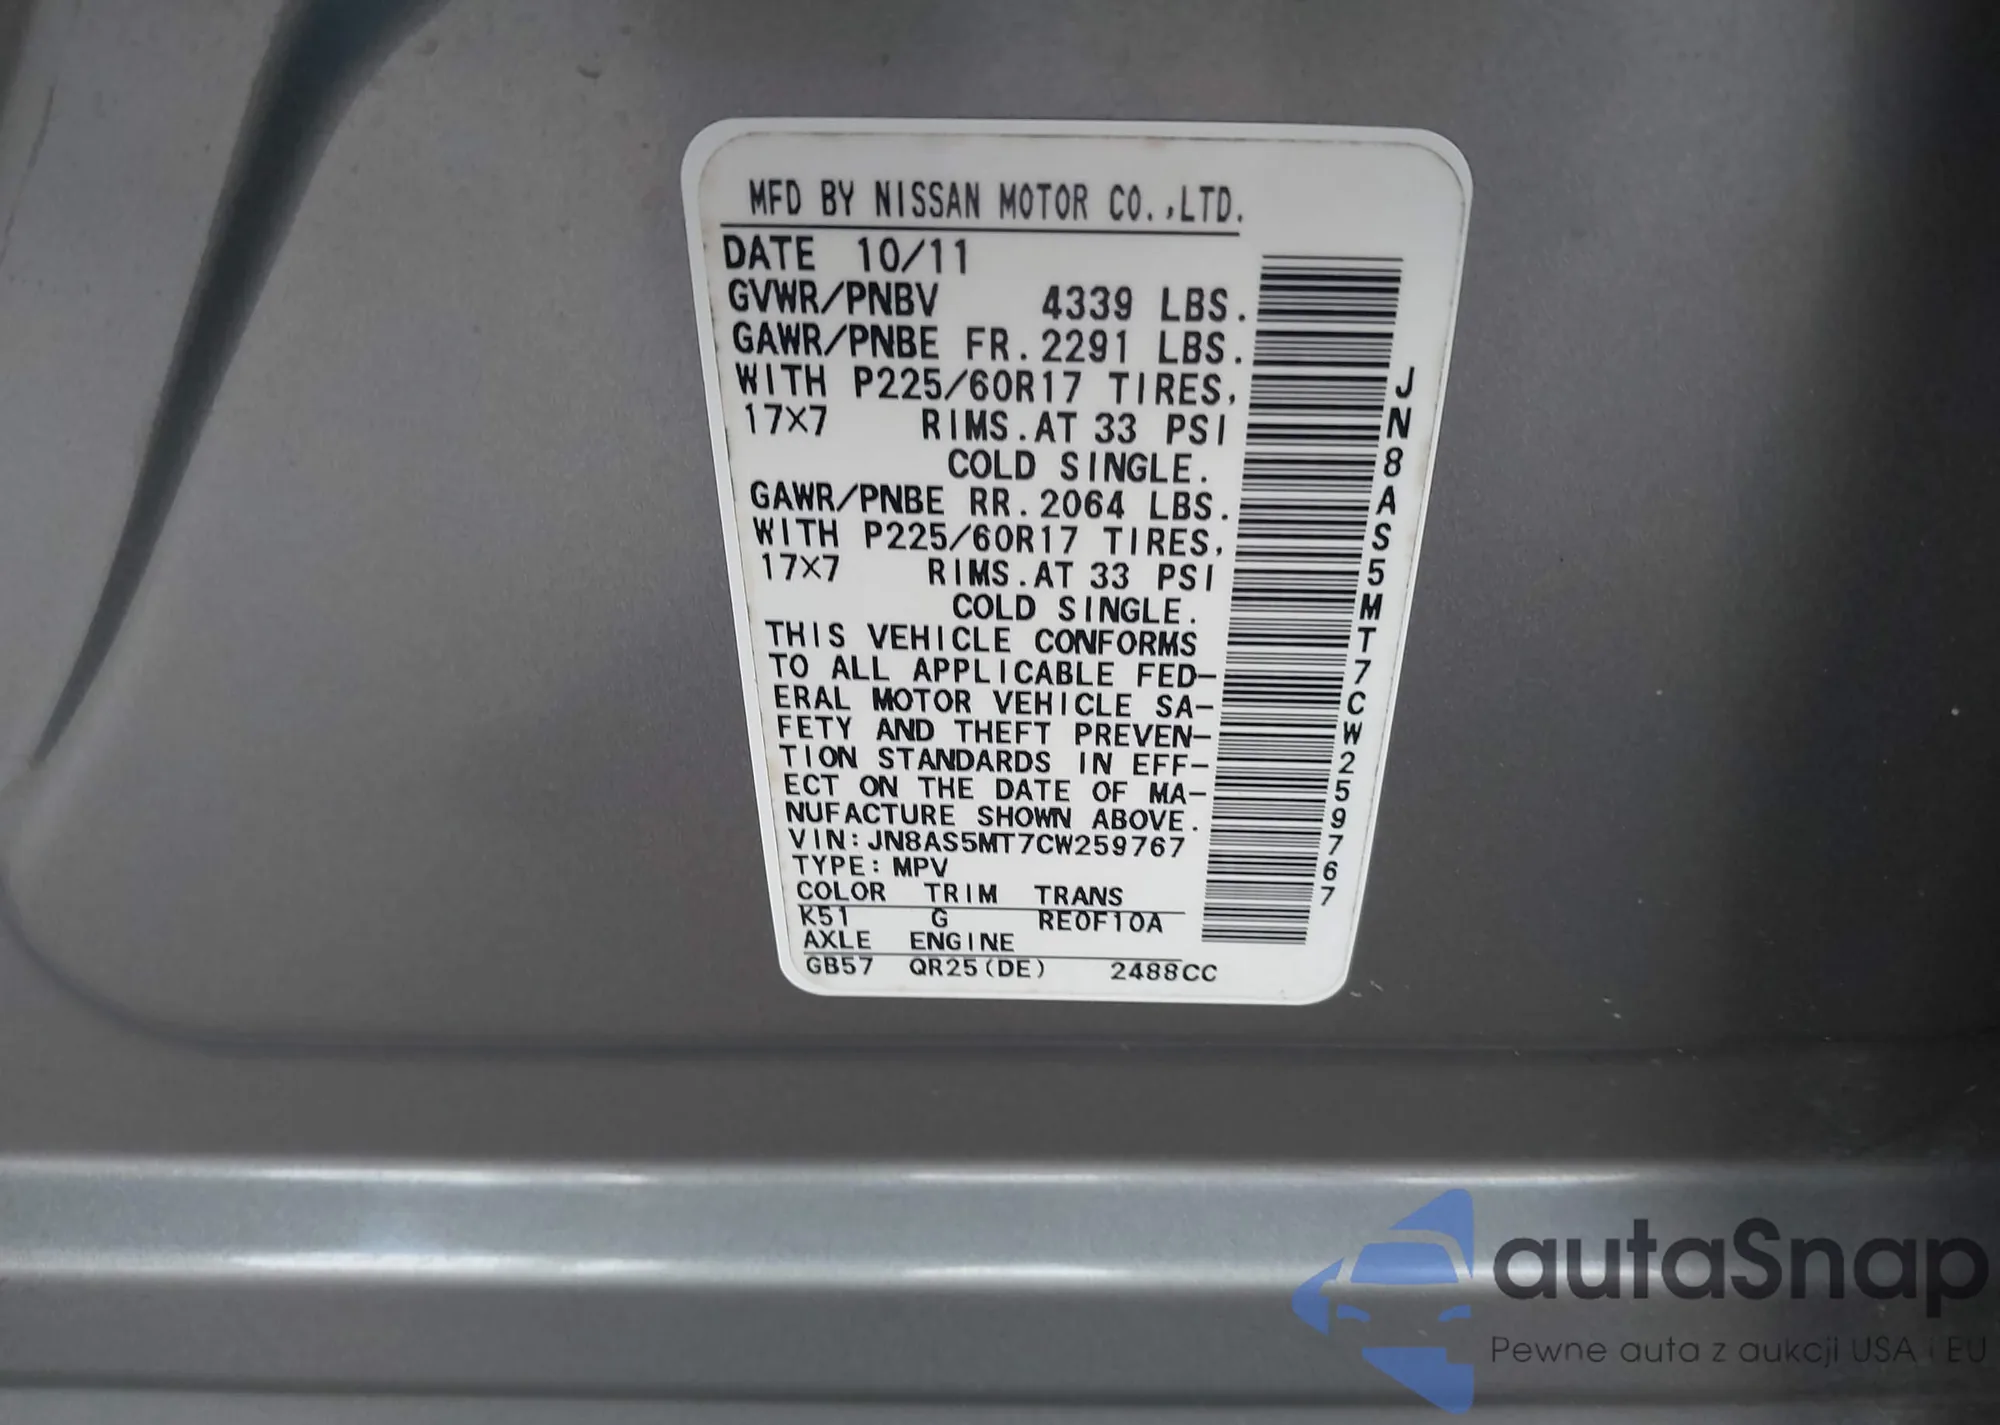 MFD BY NISSAN MOTOR CO.,LTD.
DATE 10/11
GVWR/PNBV 4339 LBS.
GAWR/PNBE FR. 2291 LBS.
WITH P225/60R17 TIRES,
17X7 RIMS. AT 33 PSI
COLD SINGLE.
GAWR/PNBE RR. 2064 LBS.
WITH P225/60R17 TIRES,
17X7 RIMS. AT 33 PSI
COLD SINGLE.
THIS VEHICLE CONFORMS
TO ALL APPLICABLE FED-
ERAL MOTOR VEHICLE SA-
FETY AND THEFT PREVEN-
TION STANDARDS IN EFF-
ECT ON THE DATE OF MA-
NUFACTURE SHOWN ABOVE.
VIN:JN8AS5MT7CW259767
TYPE: MPV
COLOR TRIM TRANS
K51 G RE0F10A
AXLE ENGINE
GB57 QR25(DE) 2488CC
JN8AS5MT7CW259767
autaSnap
Pewne auta z aukcji USA i EU